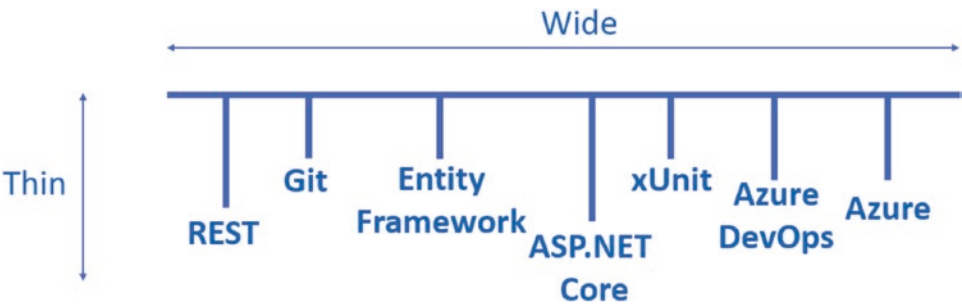 Wide
Thin
REST
Git
Entity
Framework
ASP.NET
Core
xUnit
Azure
DevOps
Azure